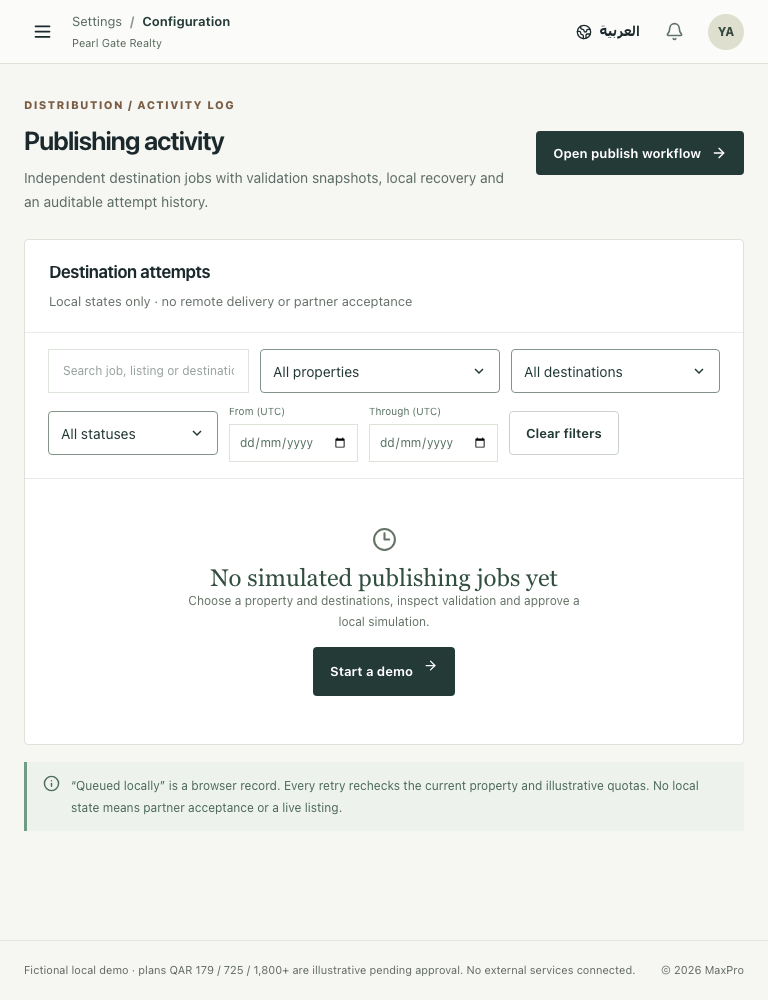 Settings / Configuration
Pearl Gate Realty
العربية
YA
DISTRIBUTION / ACTIVITY LOG
Publishing activity
Open publish workflow
Independent destination jobs with validation snapshots, local recovery and
an auditable attempt history.
Destination attempts
Local states only · no remote delivery or partner acceptance
Search job, listing or destinatio
All properties
All destinations
All statuses
From (UTC)
dd/mm/yyyy
Through (UTC)
dd/mm/yyyy
Clear filters
No simulated publishing jobs yet
Choose a property and destinations, inspect validation and approve a
local simulation.
Start a demo
“Queued locally” is a browser record. Every retry rechecks the current property and illustrative quotas. No local
state means partner acceptance or a live listing.
Fictional local demo · plans QAR 179 / 725 / 1,800+ are illustrative pending approval. No external services connected.
© 2026 MaxPro